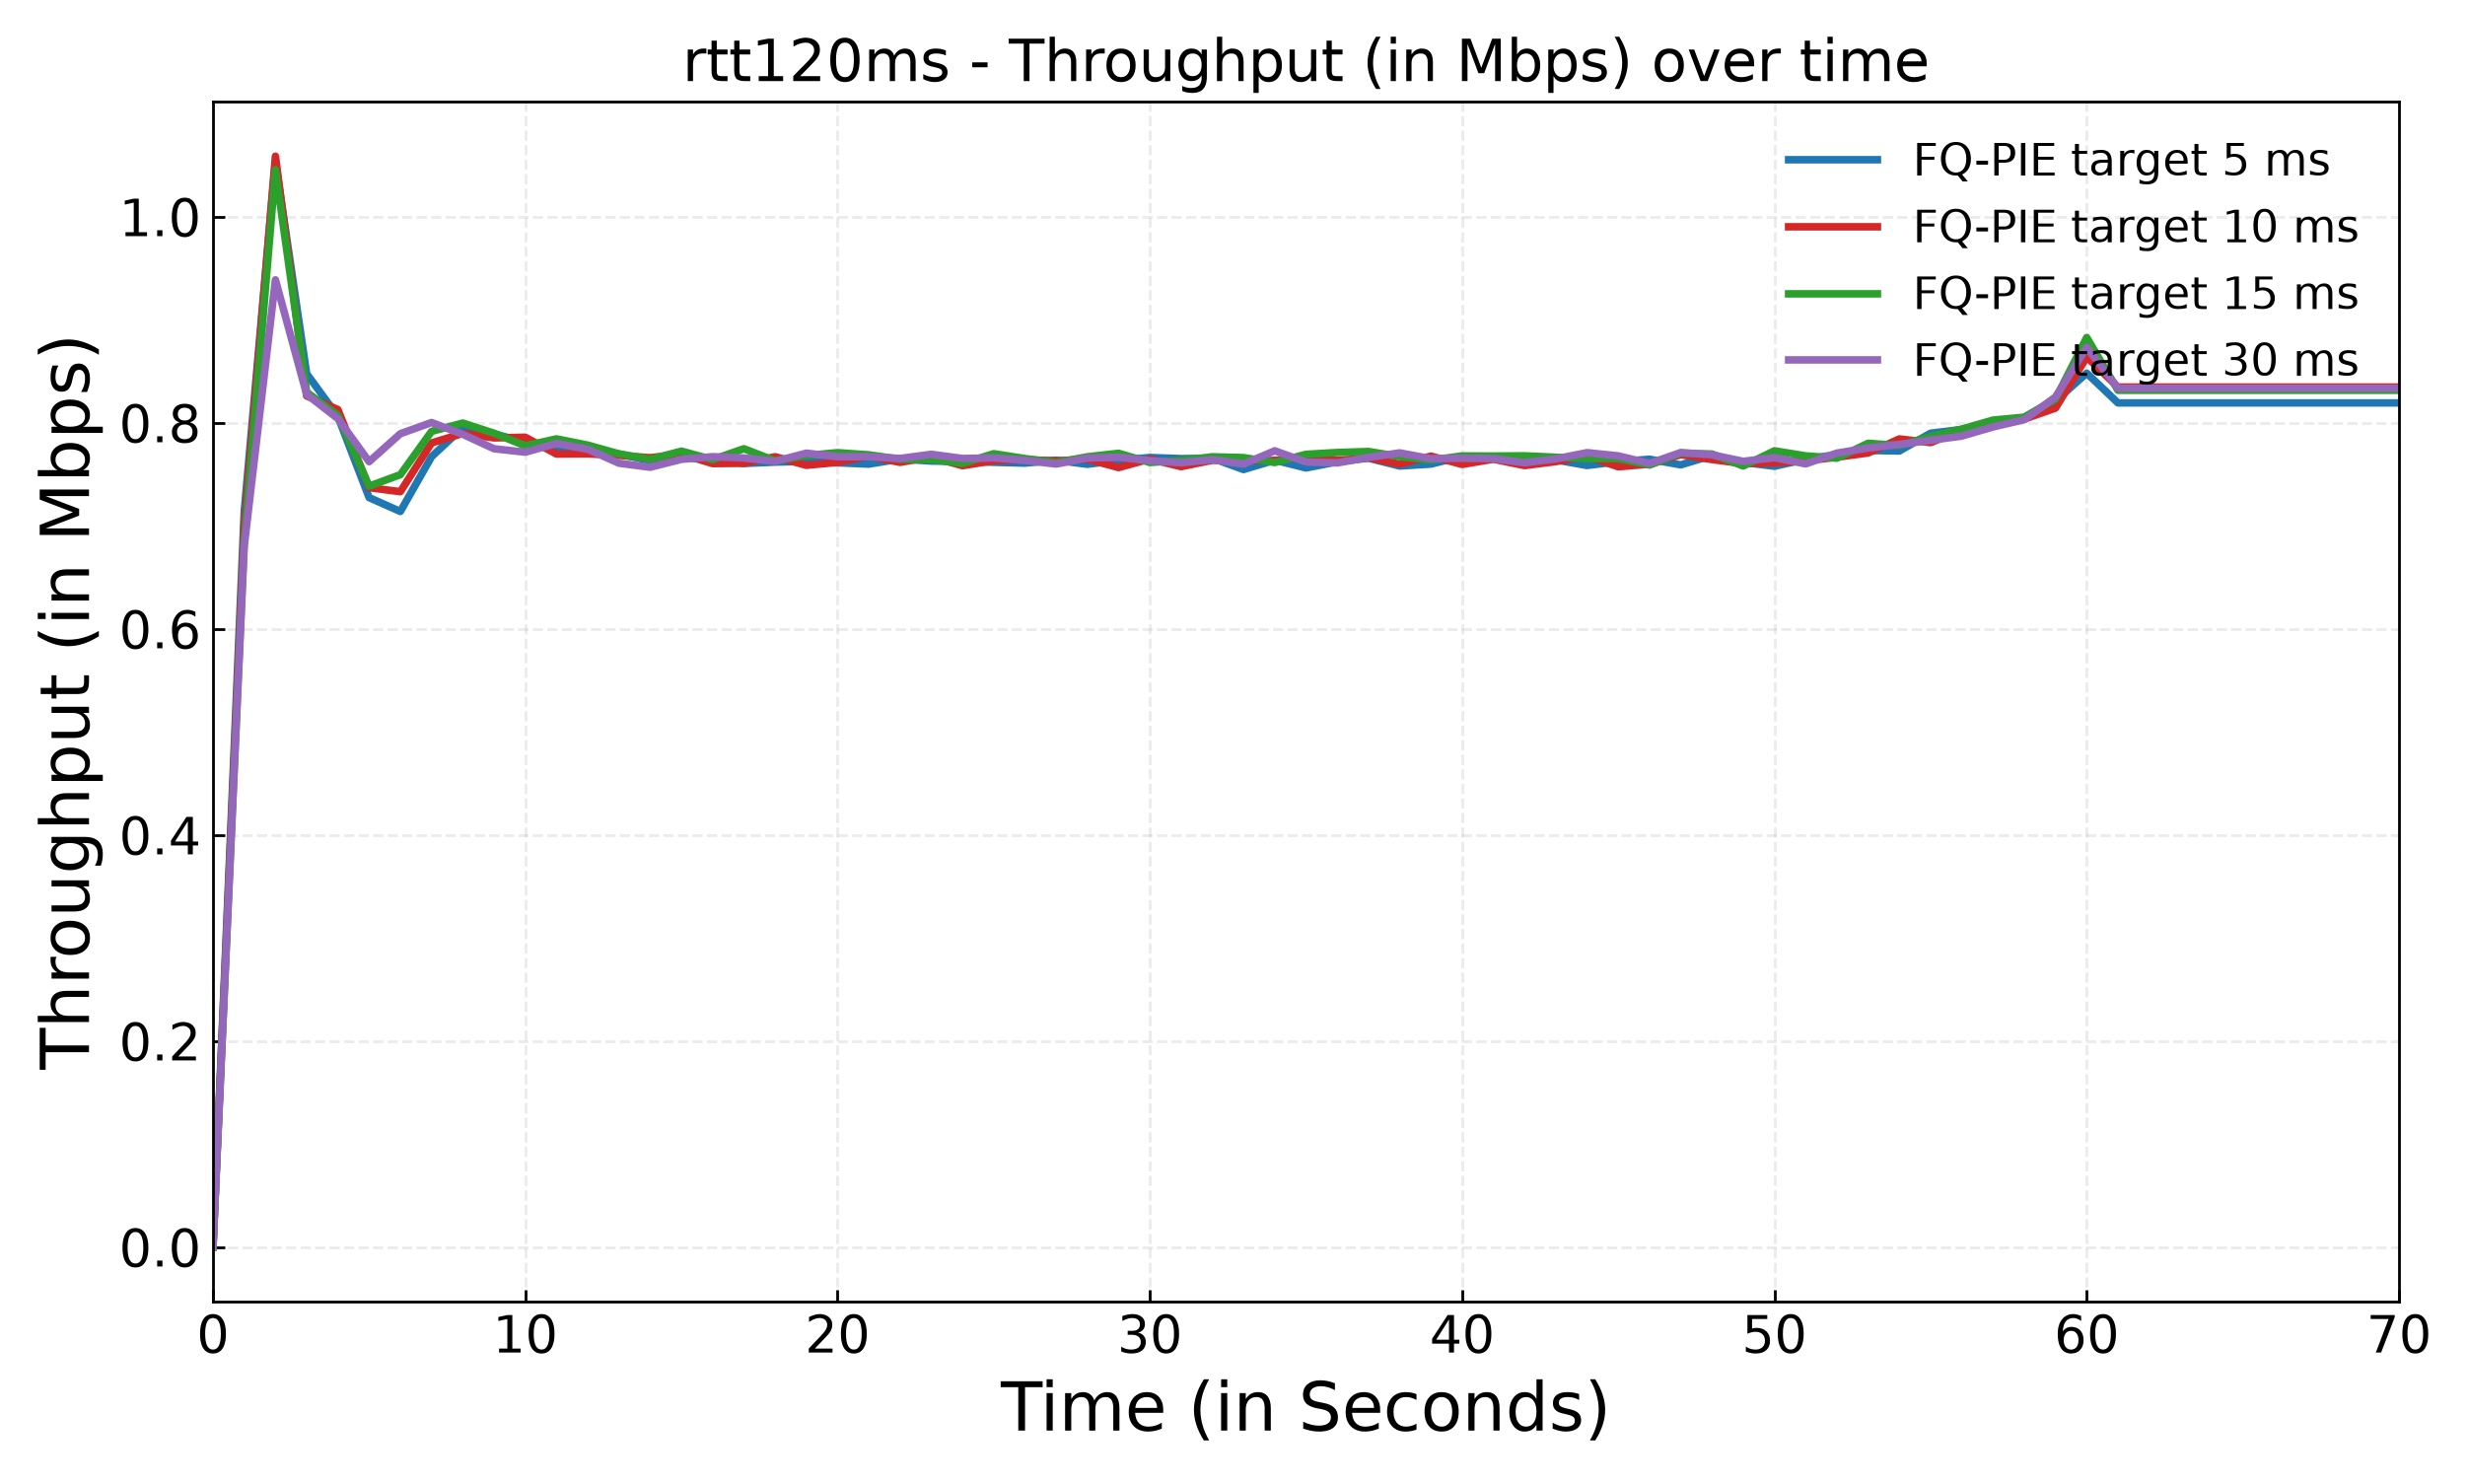 rtt120ms - Throughput (in Mbps) over time
Throughput (in Mbps)
1.0
0.8
0.6
0.4
0.2
0.0
FQ-PIE target 5 ms
FQ-PIE target 10 ms
FQ-PIE target 15 ms
FQ-PIE target 30 ms
0 10 20 30 40 50 60 70
Time (in Seconds)